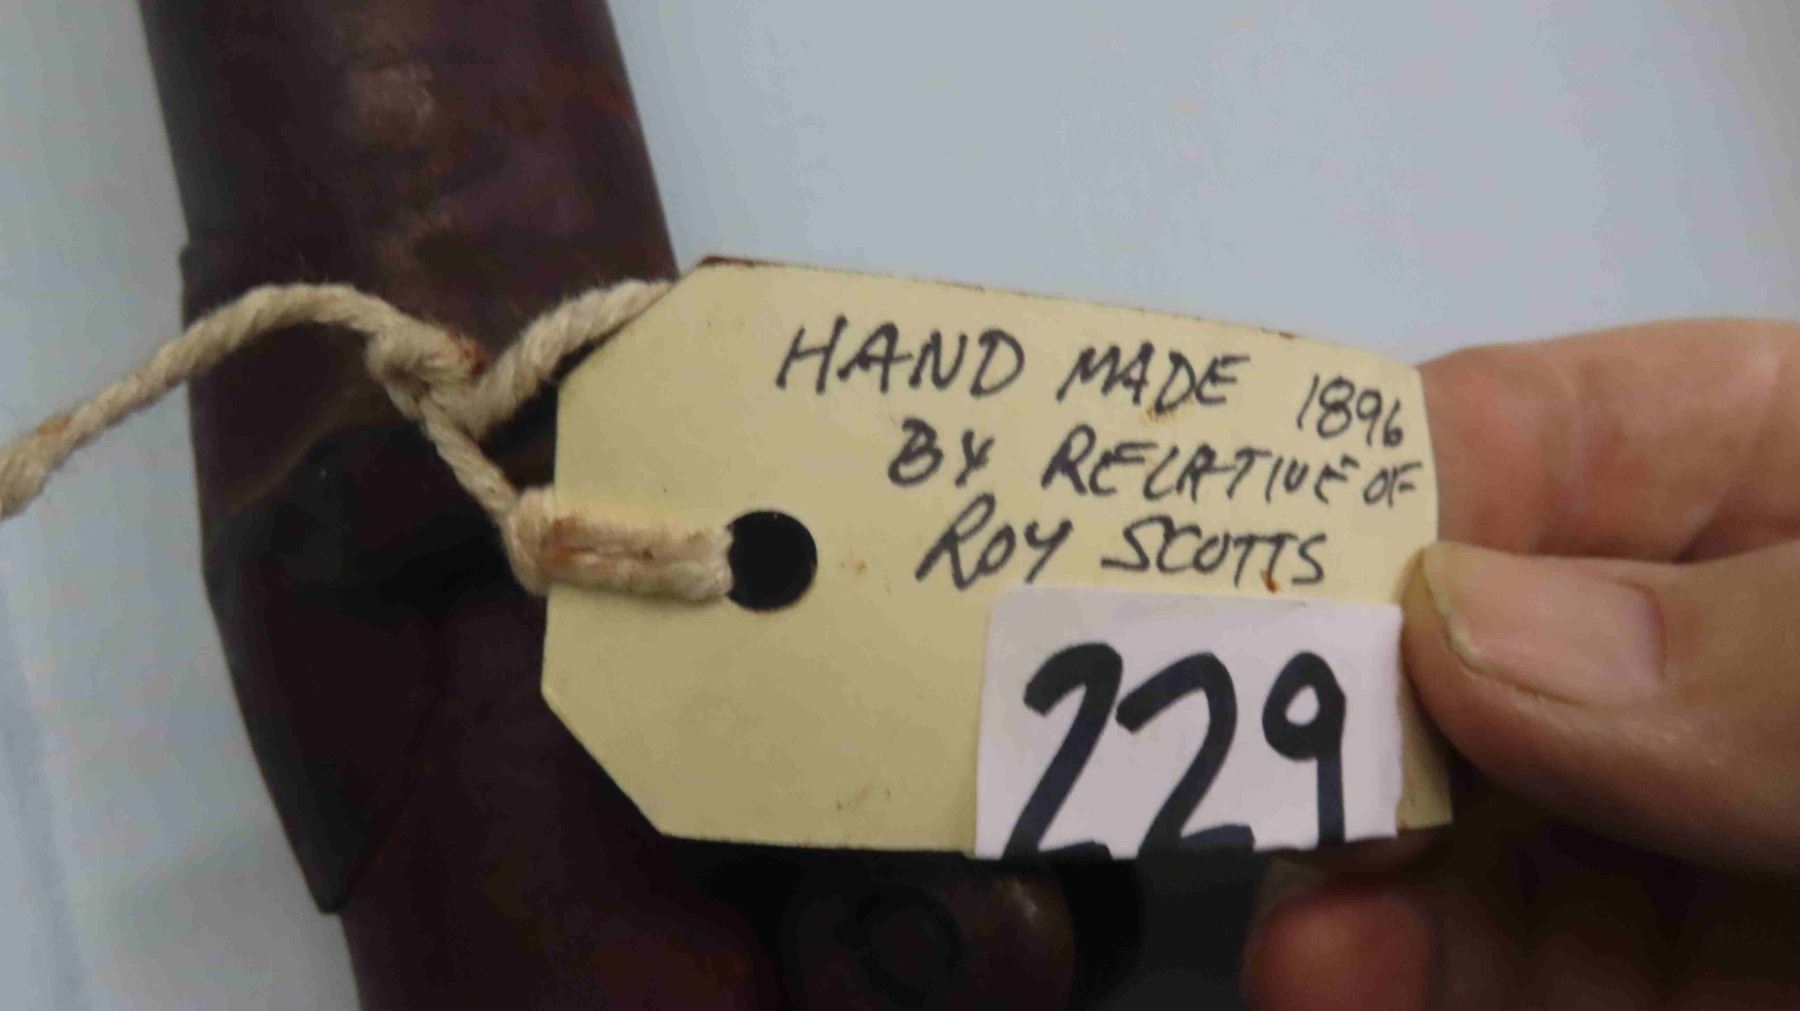 HAND MADE 1896
BY RELATIVE OF
ROY SCOTTS
229